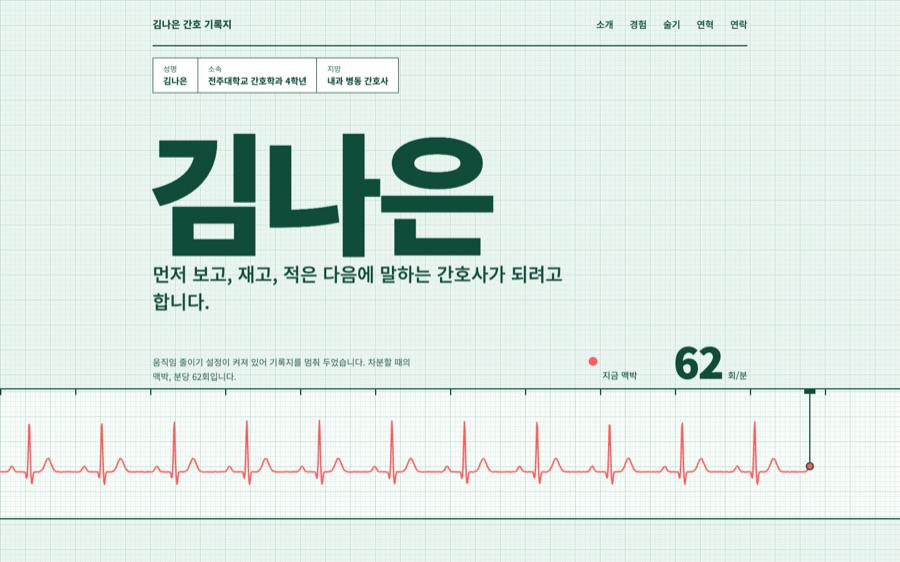 김나은 간호 기록지
소개 경험 술기 연혁 연락
성명 소속 지망
김나은 전주대학교 간호학과 4학년 내과 병동 간호사
김나은
먼저 보고, 재고, 적은 다음에 말하는 간호사가 되려고
합니다.
움직임 줄이기 설정이 켜져 있어 기록지를 멈춰 두었습니다. 차분할 때의
맥박, 분당 62회입니다.
지금 맥박 62 회/분